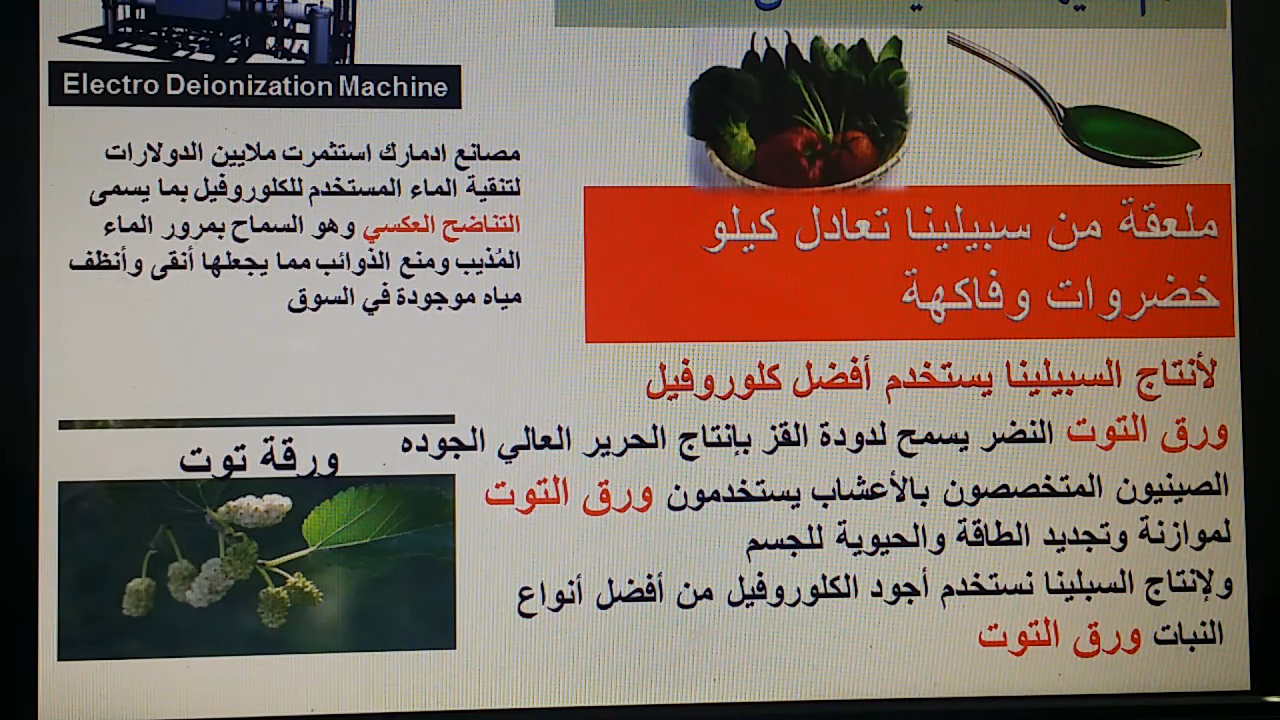 Electro Deionization Machine
مصانع ادمارك استثمرت ملايين الدولارات
لتنقية الماء المستخدم للكلوروفيل بما يسمى
التناضح العكسي وهو السماح بمرور الماء
المُذيب ومنع الذوائب مما يجعلها أنقى وأنظف
مياه موجودة في السوق
ملعقة من سبيلينا تعادل كيلو
خضروات وفاكهة
لأنتاج السبيلينا يستخدم أفضل كلوروفيل
ورق التوت النضر يسمح لدودة القز بإنتاج الحرير العالي الجوده
الصينيون المتخصصون بالأعشاب يستخدمون ورق التوت
لموازنة وتجديد الطاقة والحيوية للجسم
ولإنتاج السبلينا نستخدم أجود الكلوروفيل من أفضل أنواع
النبات ورق التوت
ورقة توت